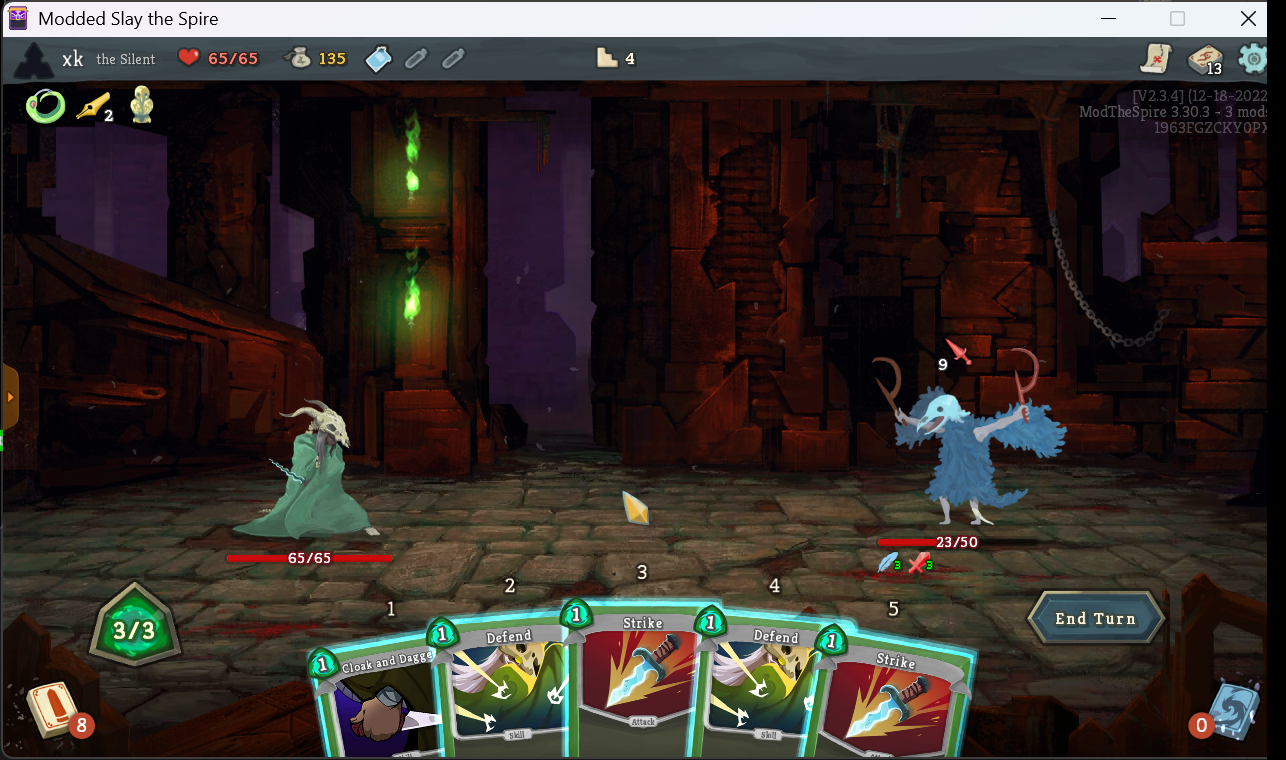 Modded Slay the Spire
xk the Silent 65/65 135 4 13
2
[V2.3.4] (12-18-2022
ModTheSpire 3.30.3 - 3 mods
1963FGZCKY0PX
9
65/65
23/50
3 3
3/3
1 2 3 4 5
1 Cloak and Dagge
1 Defend
1 Strike
1 Defend
1 Strike
Skill
Attack
Skill
End Turn
8
0